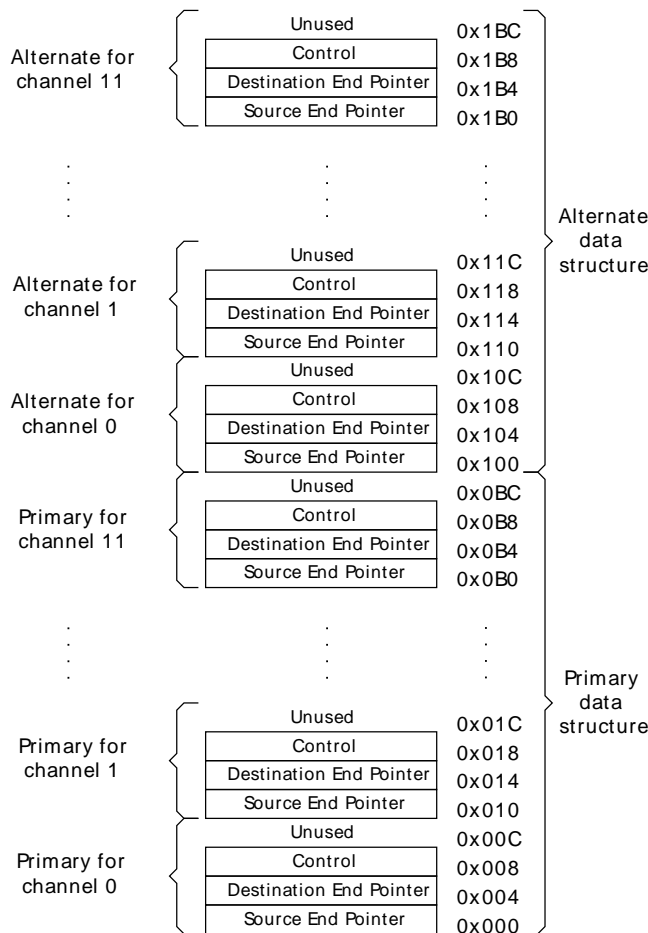 Unused 0x1BC
Alternate for channel 11
Control 0x1B8
Destination End Pointer 0x1B4
Source End Pointer 0x1B0
Alternate data structure
Unused 0x11C
Alternate for channel 1
Control 0x118
Destination End Pointer 0x114
Source End Pointer 0x110
Unused 0x10C
Alternate for channel 0
Control 0x108
Destination End Pointer 0x104
Source End Pointer 0x100
Unused 0x0BC
Primary for channel 11
Control 0x0B8
Destination End Pointer 0x0B4
Source End Pointer 0x0B0
Primary data structure
Unused 0x01C
Primary for channel 1
Control 0x018
Destination End Pointer 0x014
Source End Pointer 0x010
Unused 0x00C
Primary for channel 0
Control 0x008
Destination End Pointer 0x004
Source End Pointer 0x000